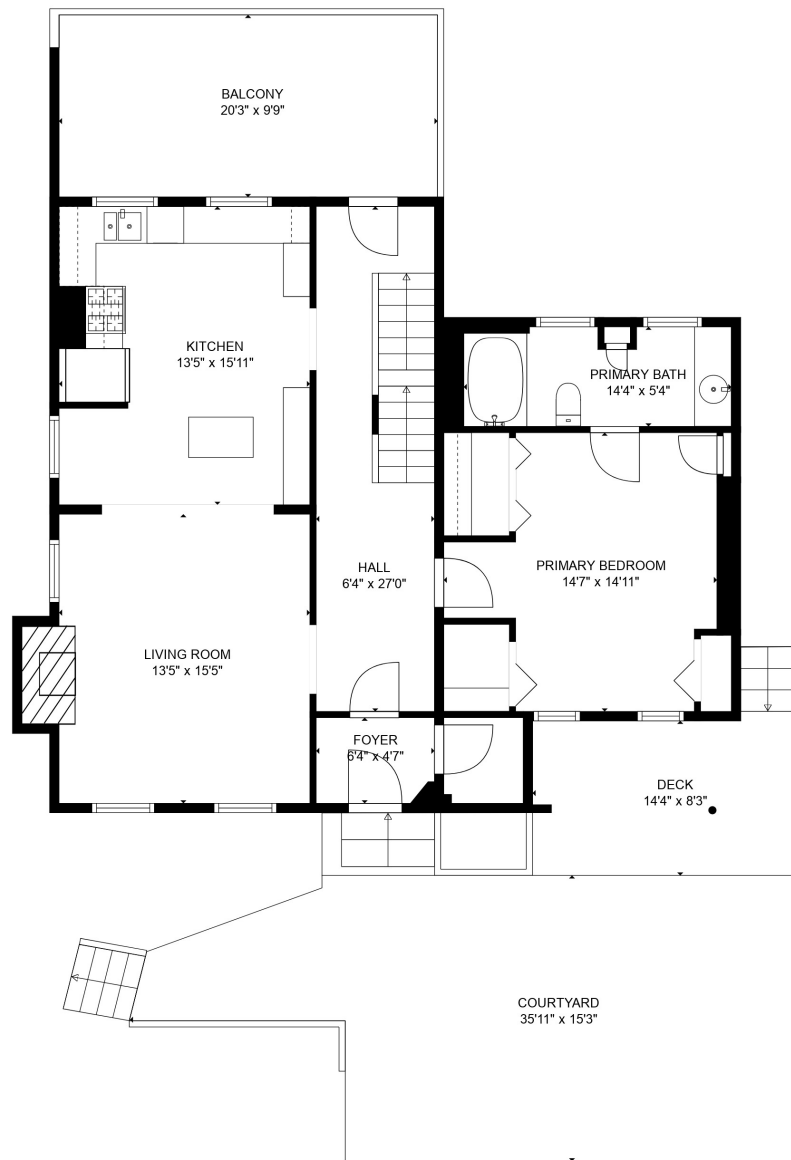 BALCONY
20'3" x 9'9"
KITCHEN
13'5" x 15'11"
PRIMARY BATH
14'4" x 5'4"
HALL
6'4" x 27'0"
PRIMARY BEDROOM
14'7" x 14'11"
LIVING ROOM
13'5" x 15'5"
FOYER
6'4" x 4'7"
DECK
14'4" x 8'3"
COURTYARD
35'11" x 15'3"